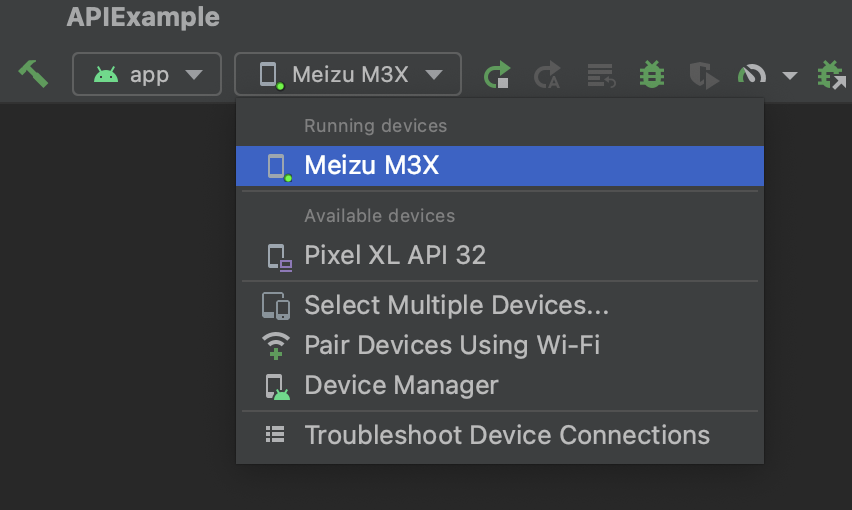 APIExample
app
Meizu M3X
Running devices
Meizu M3X
Available devices
Pixel XL API 32
Select Multiple Devices...
Pair Devices Using Wi-Fi
Device Manager
Troubleshoot Device Connections